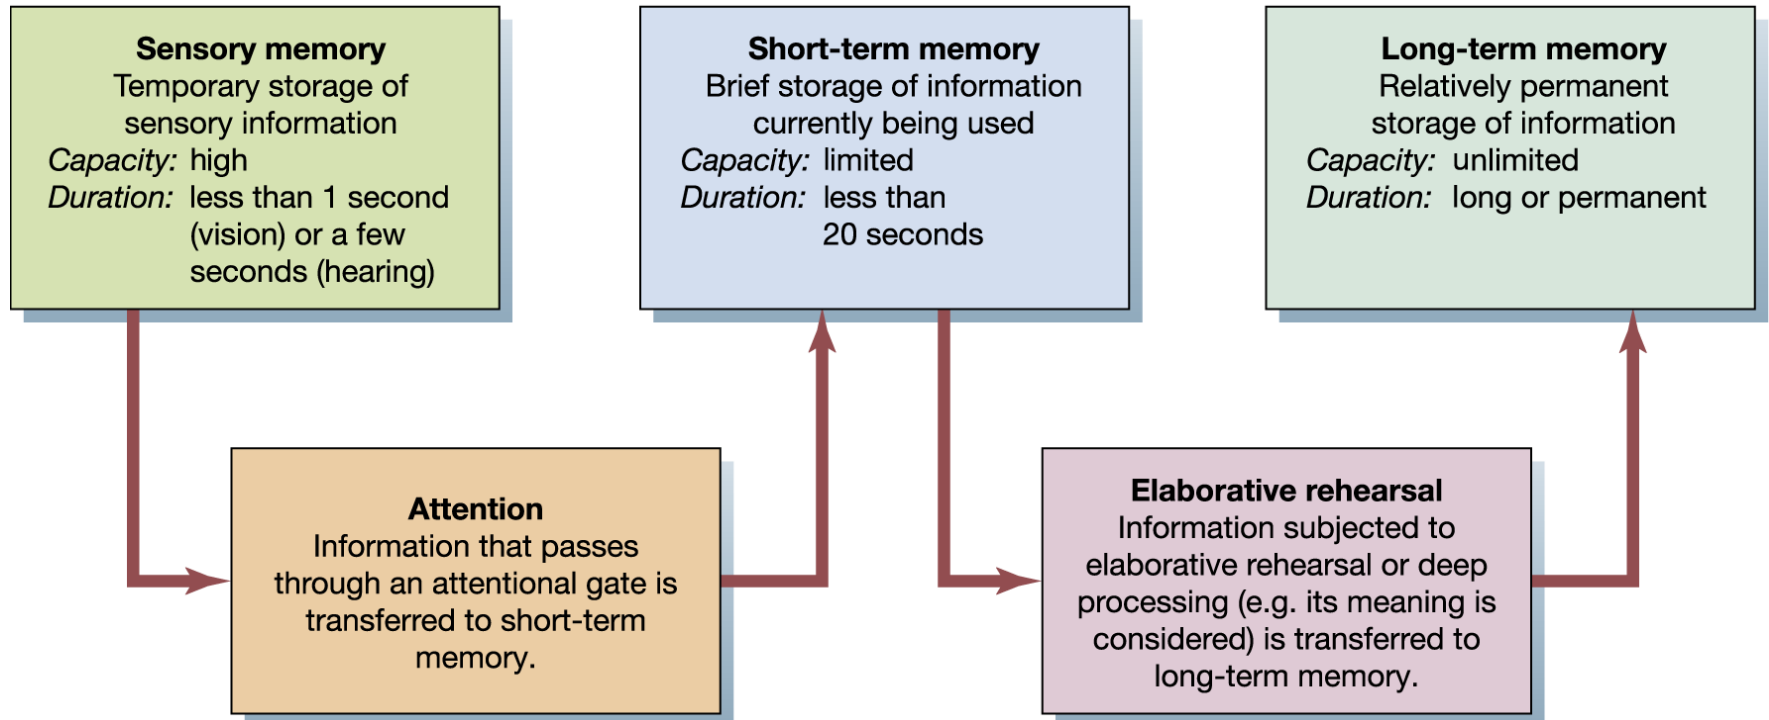 Sensory memory
Temporary storage of
sensory information
Capacity: high
Duration: less than 1 second
(vision) or a few
seconds (hearing)
Short-term memory
Brief storage of information
currently being used
Capacity: limited
Duration: less than
20 seconds
Long-term memory
Relatively permanent
storage of information
Capacity: unlimited
Duration: long or permanent
Attention
Information that passes
through an attentional gate is
transferred to short-term
memory.
Elaborative rehearsal
Information subjected to
elaborative rehearsal or deep
processing (e.g. its meaning is
considered) is transferred to
long-term memory.